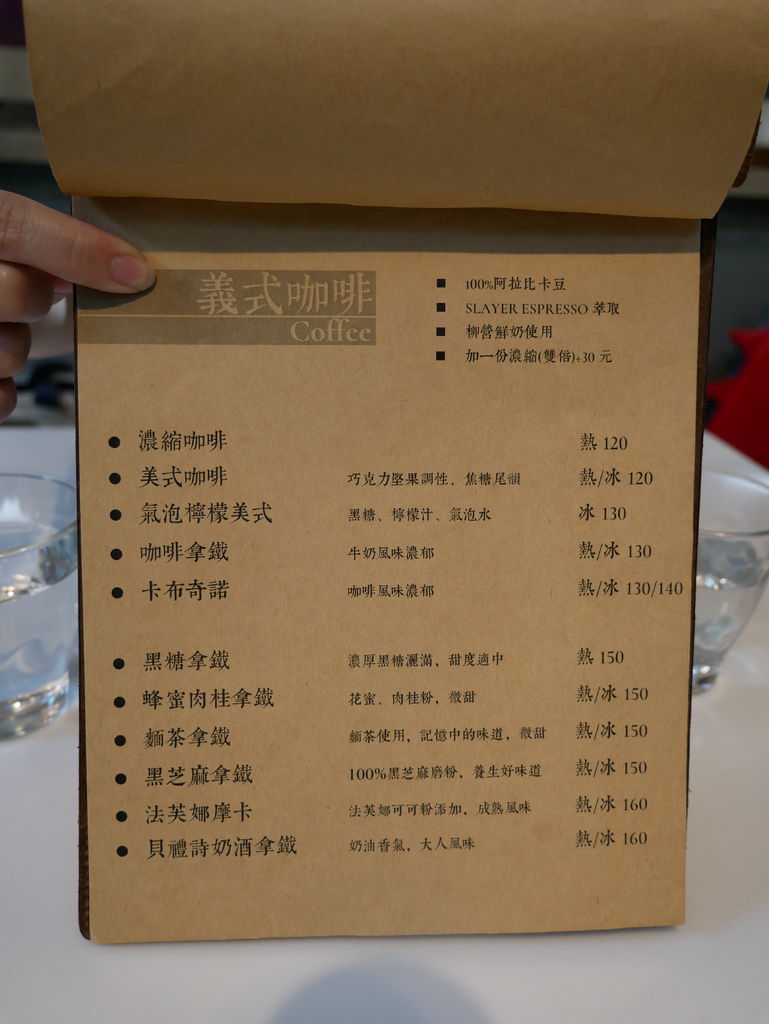 義式咖啡
Coffee
■ 100%阿拉比卡豆
■ SLAYER ESPRESSO 萃取
■ 柳營鮮奶使用
■ 加一份濃縮(雙倍)+30 元
● 濃縮咖啡 熱 120
● 美式咖啡 巧克力堅果調性、焦糖尾韻 熱/冰 120
● 氣泡檸檬美式 黑糖、檸檬汁、氣泡水 冰 130
● 咖啡拿鐵 牛奶風味濃郁 熱/冰 130
● 卡布奇諾 咖啡風味濃郁 熱/冰 130/140
● 黑糖拿鐵 濃厚黑糖灑滿，甜度適中 熱 150
● 蜂蜜肉桂拿鐵 花蜜、肉桂粉，微甜 熱/冰 150
● 麵茶拿鐵 麵茶使用，記憶中的味道，微甜 熱/冰 150
● 黑芝麻拿鐵 100%黑芝麻磨粉，養生好味道 熱/冰 150
● 法芙娜摩卡 法芙娜可可粉添加，成熟風味 熱/冰 160
● 貝禮詩奶酒拿鐵 奶油香氣，大人風味 熱/冰 160